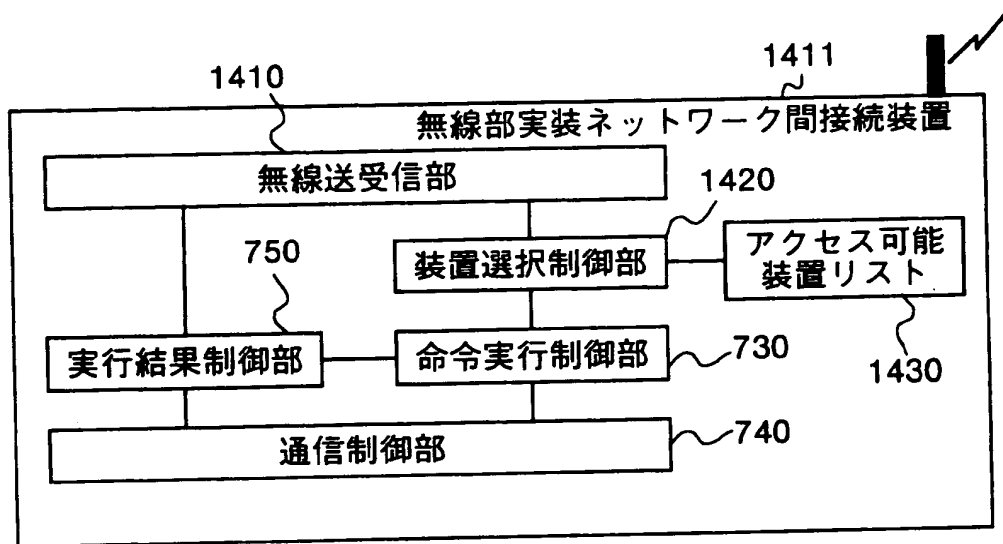 1410
1411
無線部実装ネットワーク間接続装置
無線送受信部
1420
750
装置選択制御部
アクセス可能
装置リスト
実行結果制御部
命令実行制御部
730
1430
通信制御部
740